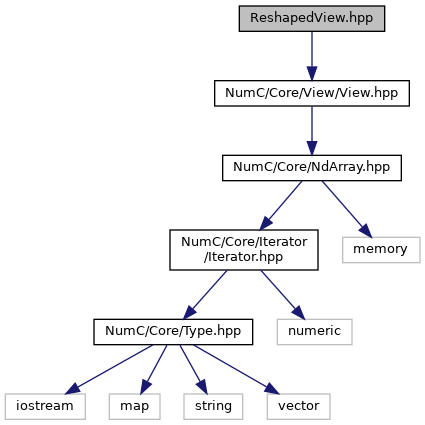 ReshapedView.hpp
NumC/Core/View/View.hpp
NumC/Core/NdArray.hpp
NumC/Core/Iterator
/Iterator.hpp
memory
NumC/Core/Type.hpp
numeric
iostream
map
string
vector